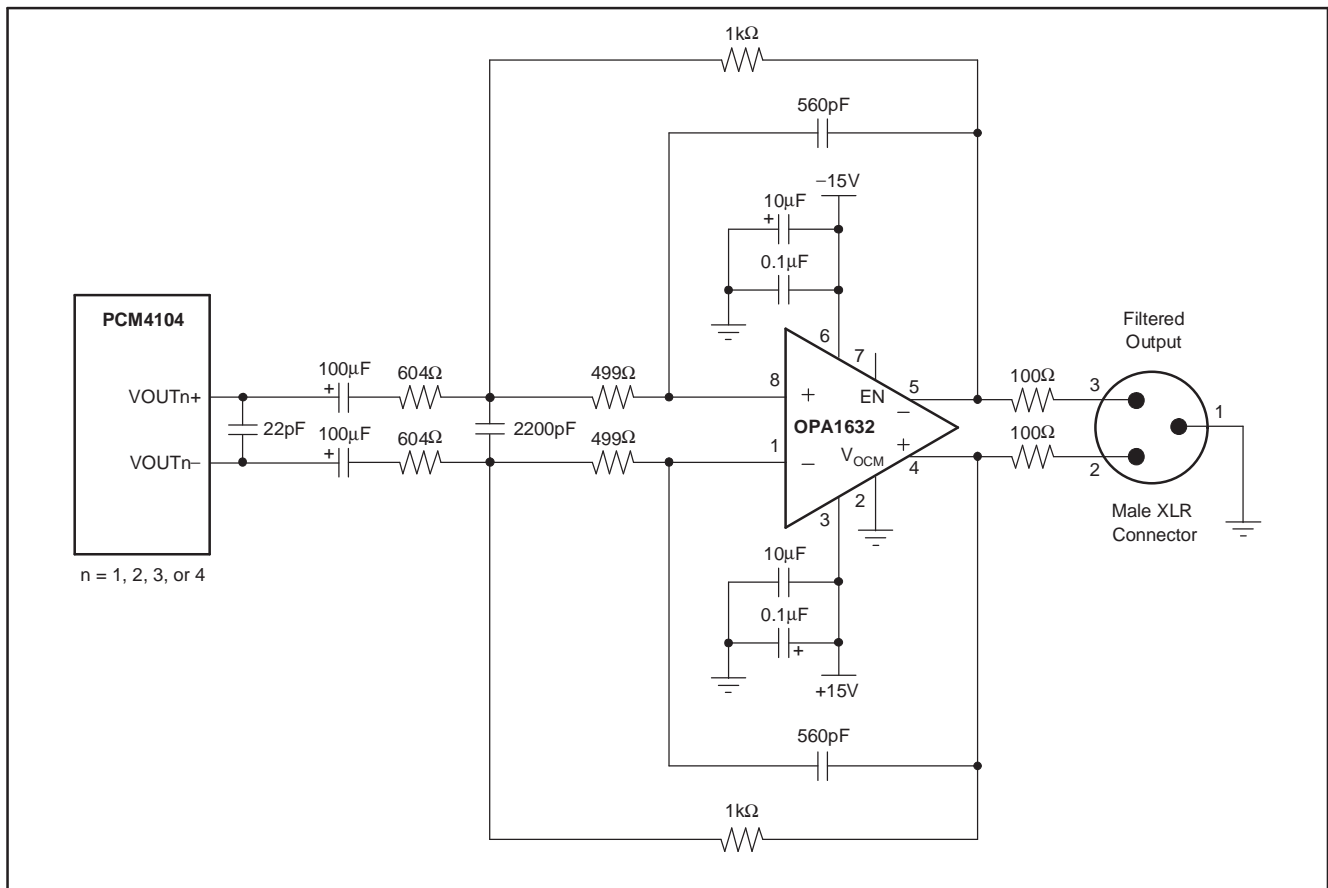 1kΩ
560pF
−15V
10μF
+
0.1μF
PCM4104
VOUTn+
VOUTn−
n = 1, 2, 3, or 4
22pF
100μF
+
100μF
+
604Ω
604Ω
2200pF
499Ω
499Ω
8
+
1
−
OPA1632
6
7
EN
5
−
+
4
VOCM
2
3
100Ω
100Ω
3
2
1
Filtered
Output
Male XLR
Connector
10μF
0.1μF
+
+15V
560pF
1kΩ